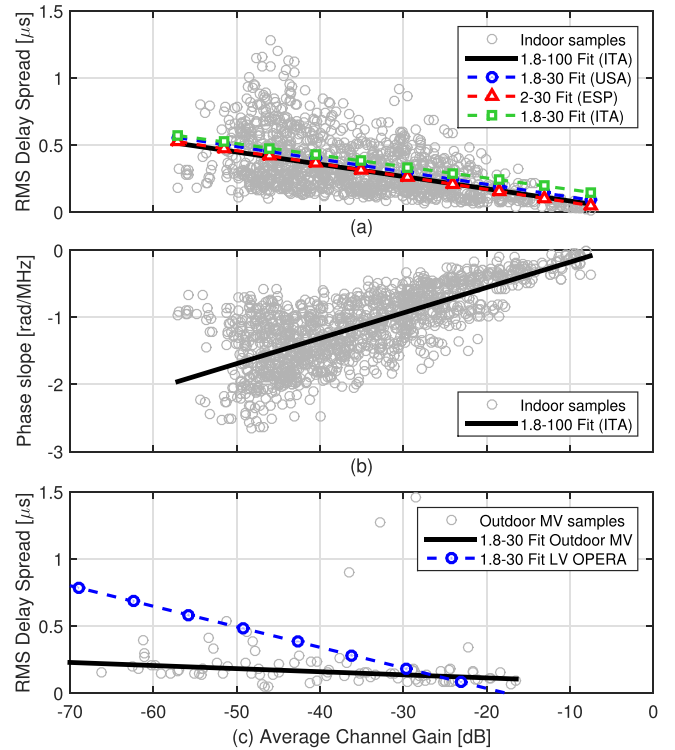 RMS Delay Spread [μs]
1.5
1
0.5
0
Indoor samples
1.8-100 Fit (ITA)
1.8-30 Fit (USA)
2-30 Fit (ESP)
1.8-30 Fit (ITA)
(a)
Phase slope [rad/MHz]
0
-1
-2
-3
Indoor samples
1.8-100 Fit (ITA)
(b)
RMS Delay Spread [μs]
1.5
1
0.5
0
Outdoor MV samples
1.8-30 Fit Outdoor MV
1.8-30 Fit LV OPERA
-70 -60 -50 -40 -30 -20 -10 0
(c) Average Channel Gain [dB]